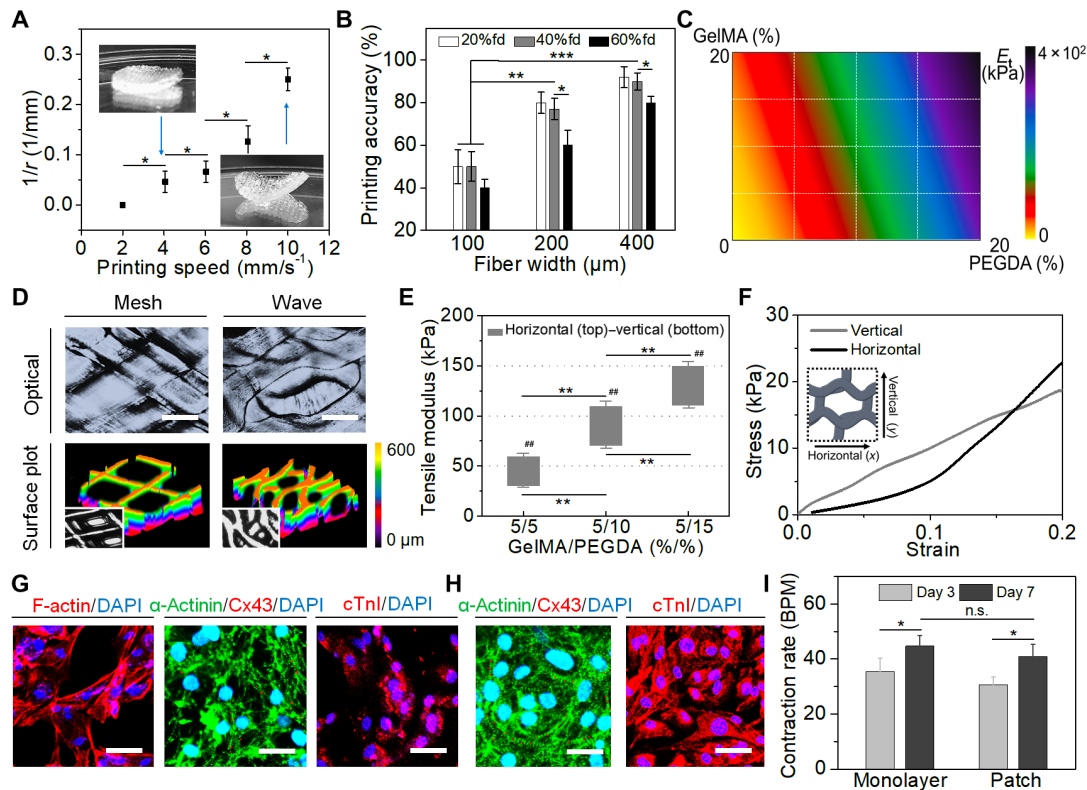 A
1/r (1/mm)
0.3
0.2
0.1
0.0
*
*
*
*
0 2 4 6 8 10 12
Printing speed (mm/s-1)
B
Printing accuracy (%)
100
80
60
40
20
20%fd 40%fd 60%fd
***
**
*
*
100 200 400
Fiber width (µm)
C
GelMA (%)
20
0
20
PEGDA (%)
Et
(kPa)
4 × 10²
0
D
Mesh Wave
Optical
Surface plot
600
0 µm
E
Tensile modulus (kPa)
200
150
100
50
0
Horizontal (top)–vertical (bottom)
** ##
** ##
##
**
**
5/5 5/10 5/15
GelMA/PEGDA (%/%)
F
Stress (kPa)
30
20
10
0
Vertical
Horizontal
Vertical (y)
Horizontal (x)
0.0 0.1 0.2
Strain
G
F-actin/DAPI α-Actinin/Cx43/DAPI cTnI/DAPI
H
α-Actinin/Cx43/DAPI cTnI/DAPI
I
Contraction rate (BPM)
60
40
20
0
Day 3 Day 7
n.s.
*
*
Monolayer Patch